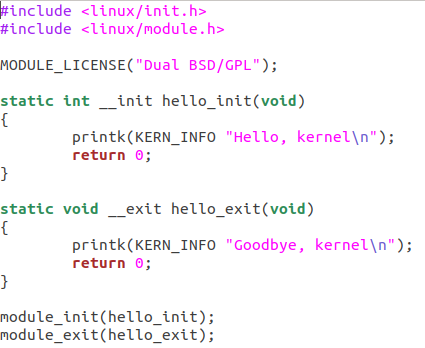 #include <linux/init.h>
#include <linux/module.h>

MODULE_LICENSE("Dual BSD/GPL");

static int __init hello_init(void)
{
        printk(KERN_INFO "Hello, kernel\n");
        return 0;
}

static void __exit hello_exit(void)
{
        printk(KERN_INFO "Goodbye, kernel\n");
        return 0;
}

module_init(hello_init);
module_exit(hello_exit);